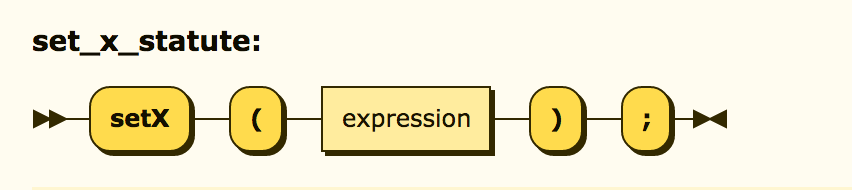 set_x_statute:
setX ( expression ) ;